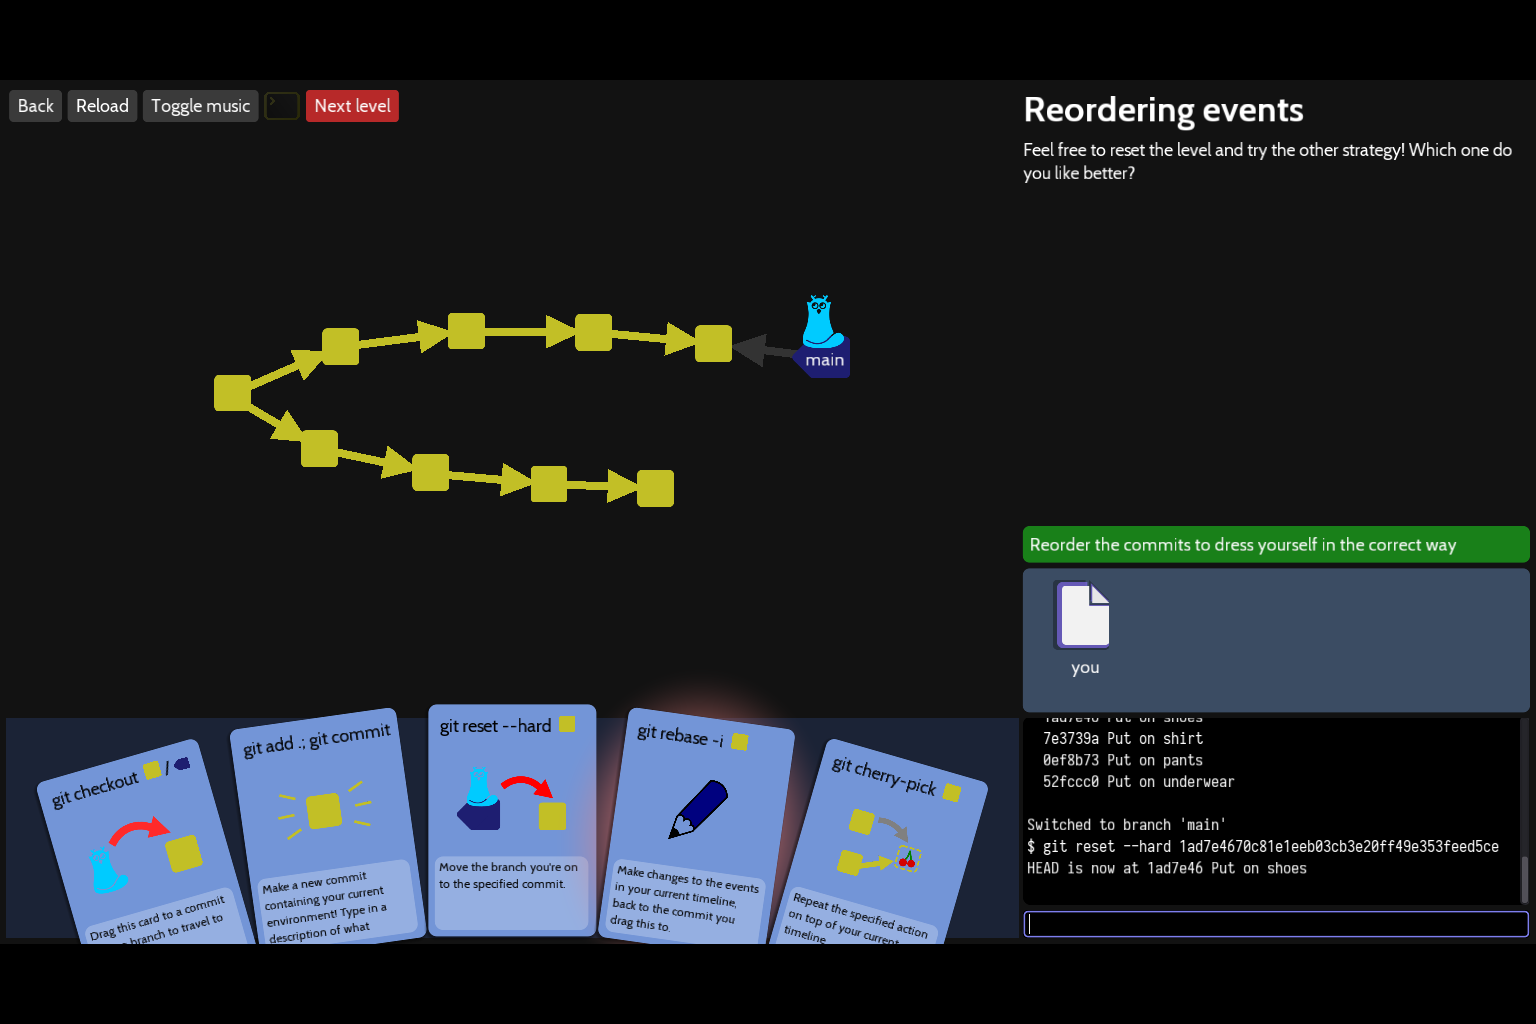 Back
Reload
Toggle music
Next level
Reordering events
Feel free to reset the level and try the other strategy! Which one do
you like better?
main
Reorder the commits to dress yourself in the correct way
you
1ad7e46 Put on shoes
7e3739a Put on shirt
0ef8b73 Put on pants
52fccc0 Put on underwear
Switched to branch 'main'
$ git reset --hard 1ad7e4670c81e1eeb03cb3e20ff49e353feed5ce
HEAD is now at 1ad7e46 Put on shoes
git checkout /
Drag this card to a commit
branch to travel to
git add .; git commit
Make a new commit
containing your current
environment! Type in a
description of what
git reset --hard
Move the branch you're on
to the specified commit.
git rebase -i
Make changes to the events
in your current timeline,
back to the commit you
drag this to.
git cherry-pick
Repeat the specified action
on top of your current
timeline